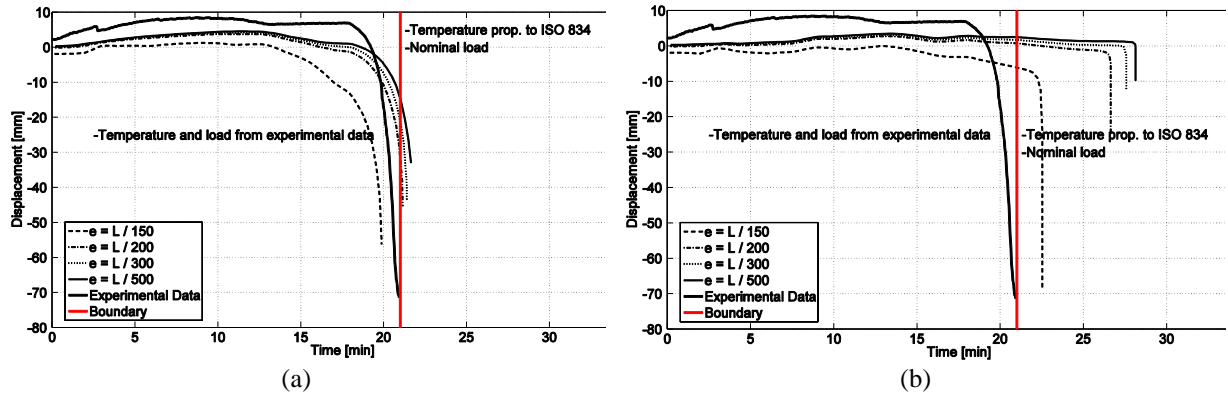 10
0
-10
-20
-30
-40
-50
-60
-70
-80
Displacement [mm]
-Temperature prop. to ISO 834
-Nominal load
-Temperature and load from experimental data
e = L / 150
e = L / 200
e = L / 300
e = L / 500
Experimental Data
Boundary
0 5 10 15 20 25 30
Time [min]
(a)
10
0
-10
-20
-30
-40
-50
-60
-70
-80
Displacement [mm]
-Temperature and load from experimental data
-Temperature prop. to ISO 834
-Nominal load
e = L / 150
e = L / 200
e = L / 300
e = L / 500
Experimental Data
Boundary
0 5 10 15 20 25 30
Time [min]
(b)